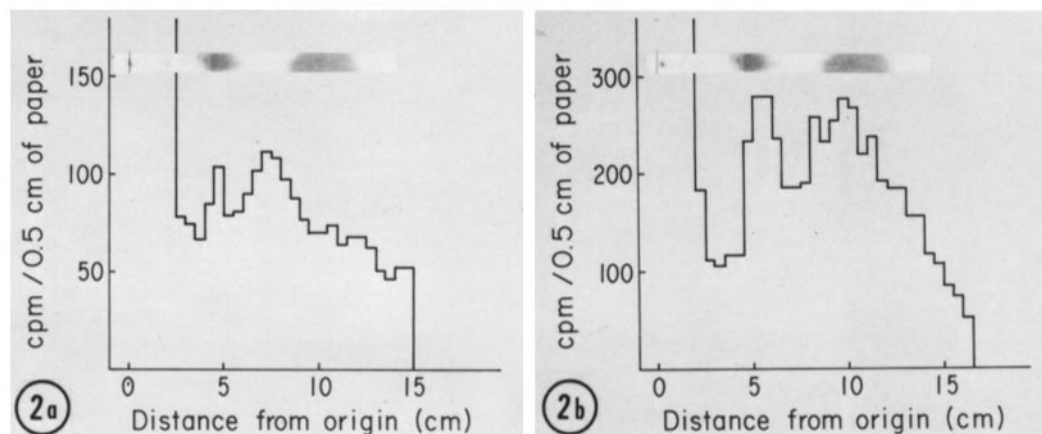 cpm / 0.5 cm of paper
150
100
50
0 5 10 15
Distance from origin (cm)
2a
cpm / 0.5 cm of paper
300
200
100
0 5 10 15
Distance from origin (cm)
2b